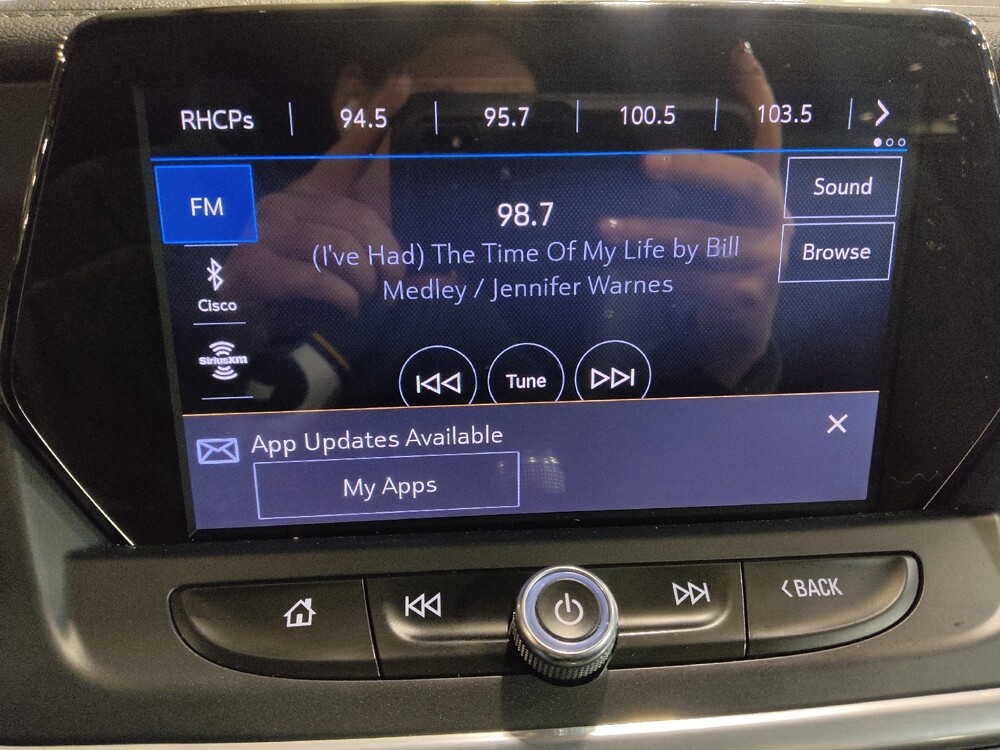 RHCPs 94.5 95.7 100.5 103.5
FM
98.7
(I've Had) The Time Of My Life by Bill
Medley / Jennifer Warnes
Sound
Browse
Cisco
SiriusXM
Tune
App Updates Available
My Apps
BACK